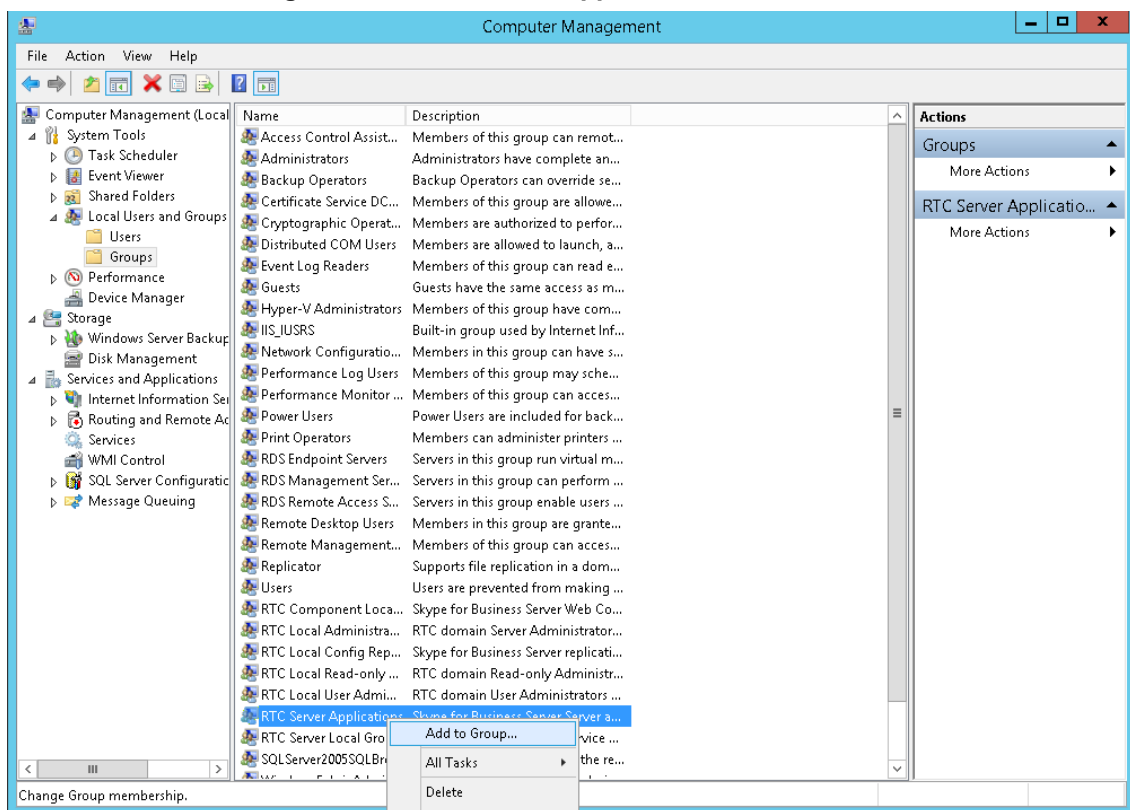 Computer Management
File Action View Help
Computer Management (Local
System Tools
Task Scheduler
Event Viewer
Shared Folders
Local Users and Groups
Users
Groups
Performance
Device Manager
Storage
Windows Server Backup
Disk Management
Services and Applications
Internet Information Ser
Routing and Remote Ac
Services
WMI Control
SQL Server Configuratic
Message Queuing
Name Description
Access Control Assist... Members of this group can remot...
Administrators Administrators have complete an...
Backup Operators Backup Operators can override se...
Certificate Service DC... Members of this group are allowe...
Cryptographic Operat... Members are authorized to perfor...
Distributed COM Users Members are allowed to launch, a...
Event Log Readers Members of this group can read e...
Guests Guests have the same access as m...
Hyper-V Administrators Members of this group have com...
IIS_IUSRS Built-in group used by Internet Inf...
Network Configuratio... Members in this group can have s...
Performance Log Users Members of this group may sche...
Performance Monitor ... Members of this group can acces...
Power Users Power Users are included for back...
Print Operators Members can administer printers ...
RDS Endpoint Servers Servers in this group run virtual m...
RDS Management Ser... Servers in this group can perform ...
RDS Remote Access S... Servers in this group enable users ...
Remote Desktop Users Members in this group are grante...
Remote Management... Members of this group can acces...
Replicator Supports file replication in a dom...
Users Users are prevented from making ...
RTC Component Loca... Skype for Business Server Web Co...
RTC Local Administra... RTC domain Server Administrator...
RTC Local Config Rep... Skype for Business Server replicati...
RTC Local Read-only ... RTC domain Read-only Administr...
RTC Local User Admi... RTC domain User Administrators ...
RTC Server Applications Skype for Business Server Server a...
RTC Server Local Gro vice ...
SQLServer2005SQLBr the re...
Add to Group...
All Tasks
Delete
Actions
Groups
More Actions
RTC Server Applicatio...
More Actions
Change Group membership.